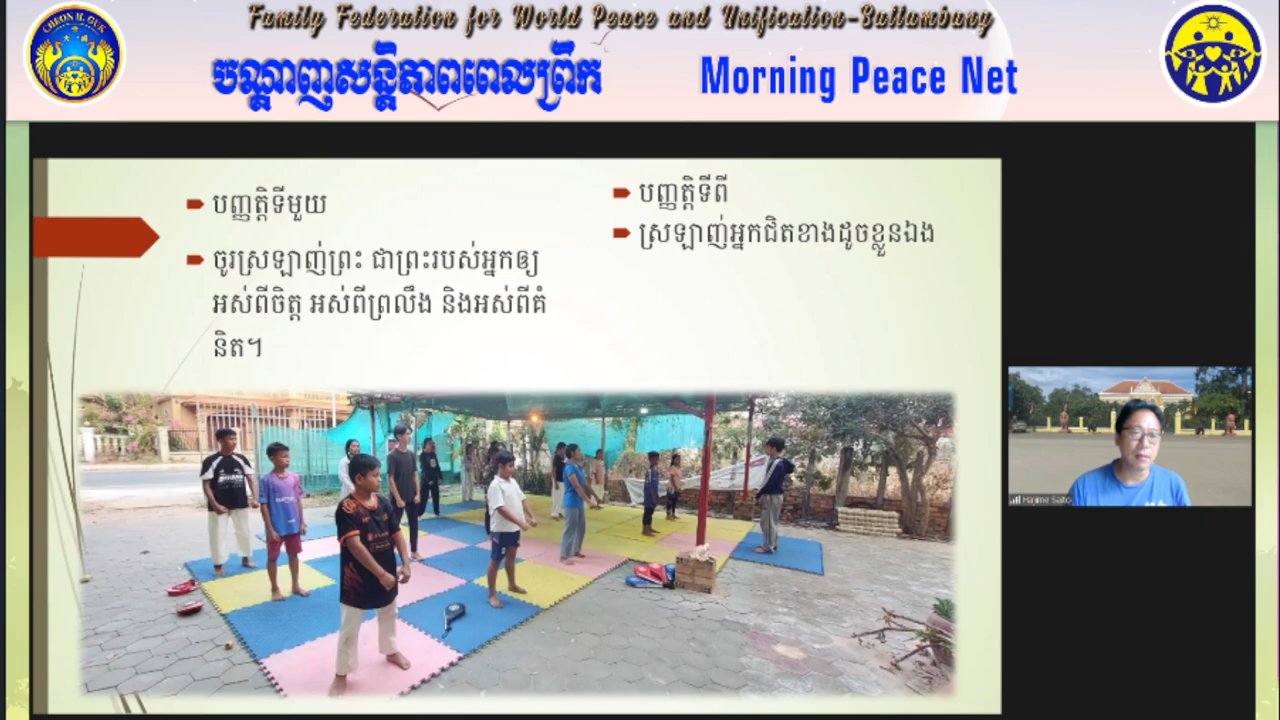 CHEON IL GUK
Family Federation for World Peace and Unification-Battambang
បណ្តាញសន្តិភាពពេលព្រឹក
Morning Peace Net
បញ្ញត្តិទីមួយ
ចូរស្រឡាញ់ព្រះ ជាព្រះរបស់អ្នកឲ្យ
អស់ពីចិត្ត អស់ពីព្រលឹង និងអស់ពីគំ
និត។
បញ្ញត្តិទីពី
ស្រឡាញ់អ្នកជិតខាងដូចខ្លួនឯង
Hajime Saito